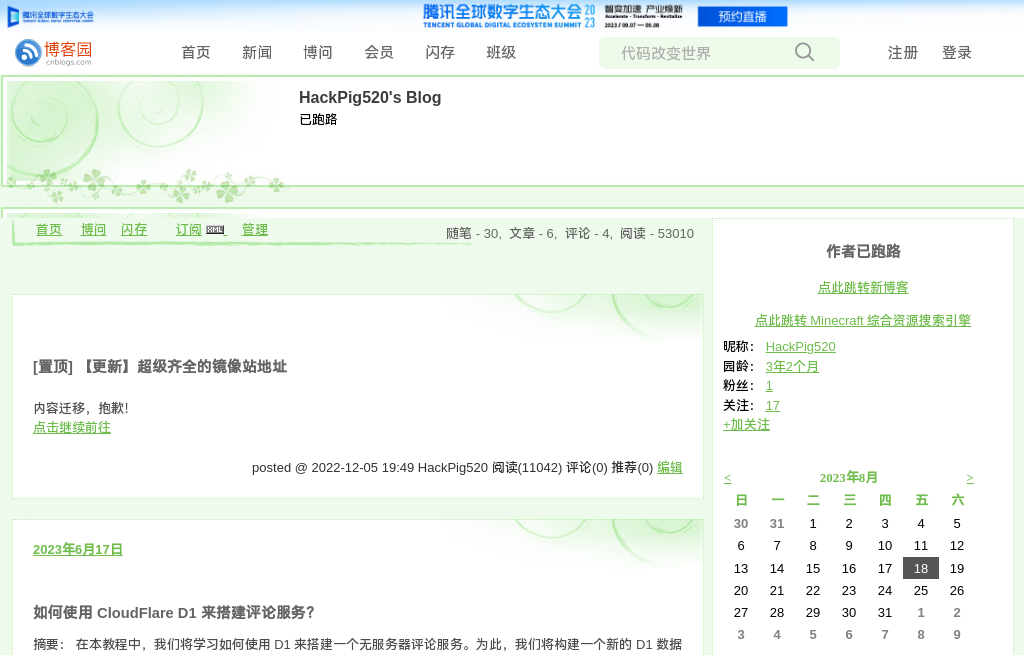 腾讯全球数字生态大会
TENCENT GLOBAL DIGITAL ECOSYSTEM SUMMIT
2023
智变加速 产业焕新
Accelerate · Transform · Revitalize
2023 / 09.07 — 09.08
预约直播
博客园
cnblogs.com
首页 新闻 博问 会员 闪存 班级
代码改变世界
注册 登录
HackPig520's Blog
已跑路
首页 博问 闪存 订阅 XML 管理
随笔 - 30, 文章 - 6, 评论 - 4, 阅读 - 53010
[置顶] 【更新】超级齐全的镜像站地址
内容迁移，抱歉！
点击继续前往
posted @ 2022-12-05 19:49 HackPig520 阅读(11042) 评论(0) 推荐(0) 编辑
2023年6月17日
如何使用 CloudFlare D1 来搭建评论服务？
摘要： 在本教程中，我们将学习如何使用 D1 来搭建一个无服务器评论服务。为此，我们将构建一个新的 D1 数据
作者已跑路
点此跳转新博客
点此跳转 Minecraft 综合资源搜索引擎
昵称： HackPig520
园龄： 3年2个月
粉丝： 1
关注： 17
+加关注
< 2023年8月 >
日 一 二 三 四 五 六
30 31 1 2 3 4 5
6 7 8 9 10 11 12
13 14 15 16 17 18 19
20 21 22 23 24 25 26
27 28 29 30 31 1 2
3 4 5 6 7 8 9